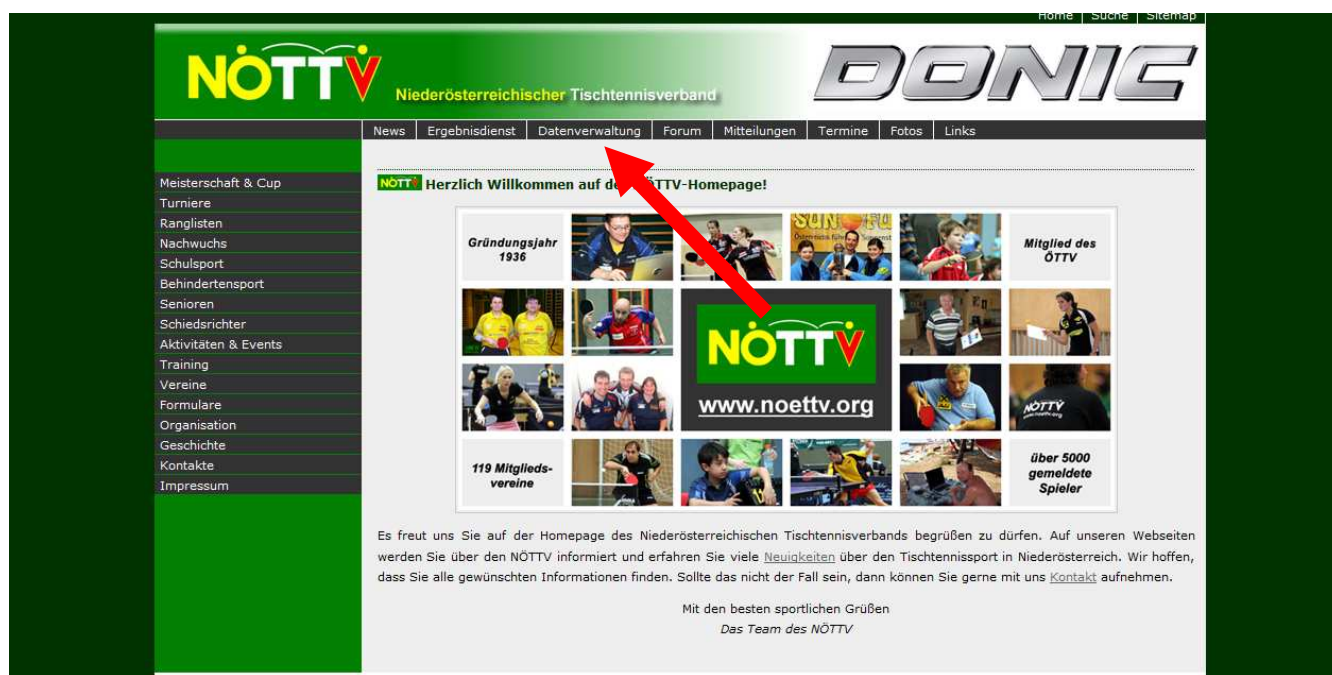 Home Suche Sitemap
NÖTTV
Niederösterreichischer Tischtennisverband
DONIC
News Ergebnisdienst Datenverwaltung Forum Mitteilungen Termine Fotos Links
Meisterschaft & Cup
Turniere
Ranglisten
Nachwuchs
Schulsport
Behindertensport
Senioren
Schiedsrichter
Aktivitäten & Events
Training
Vereine
Formulare
Organisation
Geschichte
Kontakte
Impressum
NÖTTV Herzlich Willkommen auf der NÖTTV-Homepage!
Gründungsjahr
1936
Mitglied des
ÖTTV
NÖTTV
www.noettv.org
NÖTTV
119 Mitglieds-
vereine
über 5000
gemeldete
Spieler
Es freut uns Sie auf der Homepage des Niederösterreichischen Tischtennisverbands begrüßen zu dürfen. Auf unseren Webseiten
werden Sie über den NÖTTV informiert und erfahren Sie viele Neuigkeiten über den Tischtennissport in Niederösterreich. Wir hoffen,
dass Sie alle gewünschten Informationen finden. Sollte das nicht der Fall sein, dann können Sie gerne mit uns Kontakt aufnehmen.
Mit den besten sportlichen Grüßen
Das Team des NÖTTV